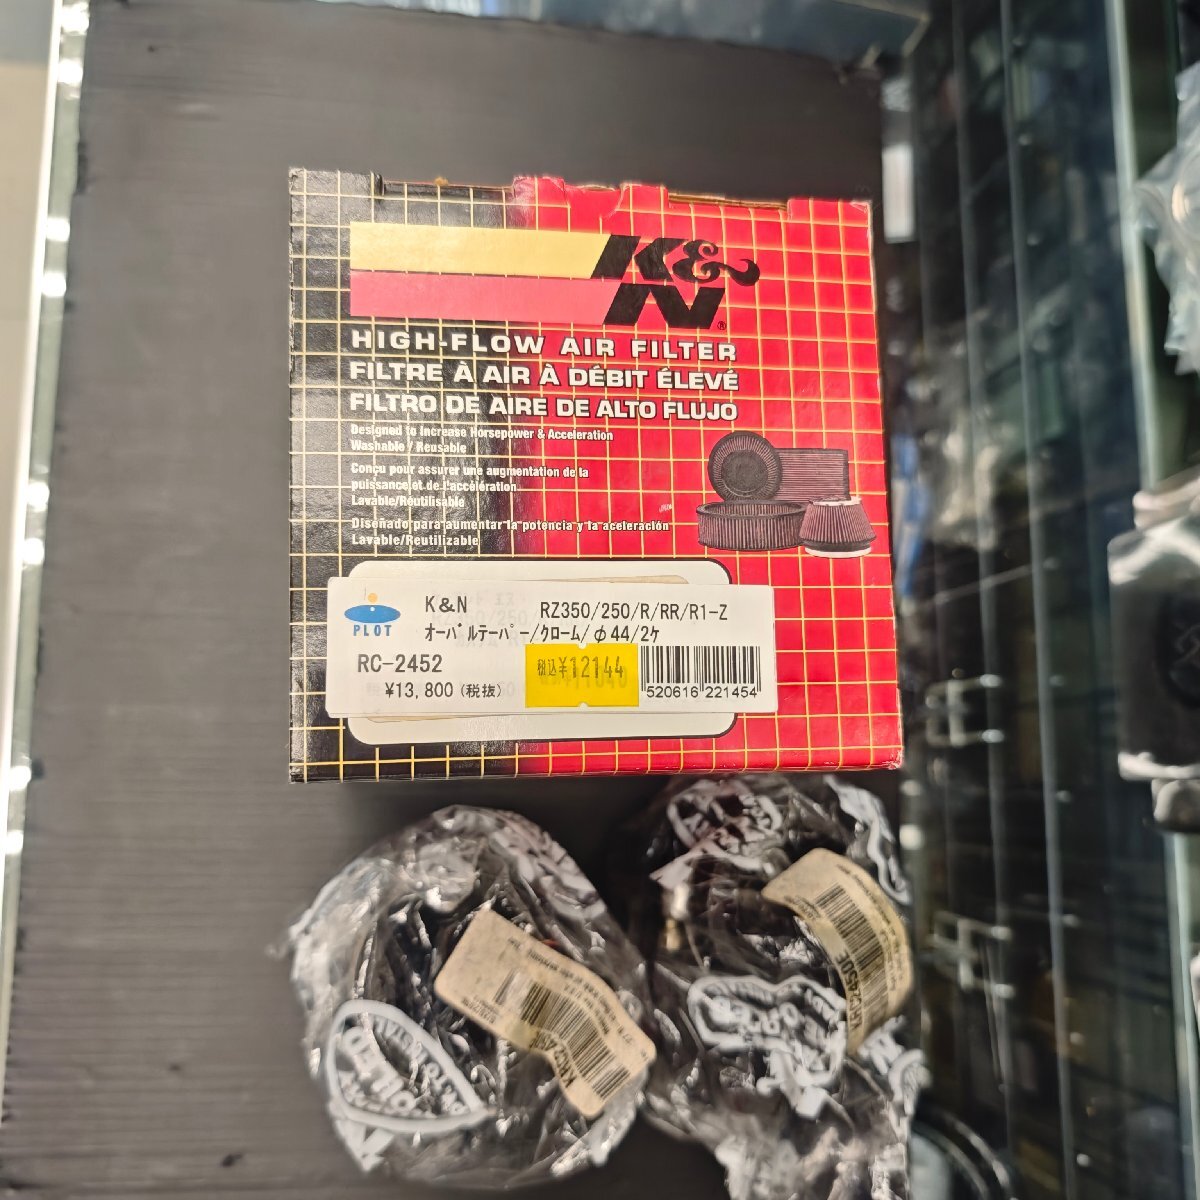 K&N®
HIGH-FLOW AIR FILTER
FILTRE À AIR À DÉBIT ÉLEVÉ
FILTRO DE AIRE DE ALTO FLUJO
Designed to Increase Horsepower & Acceleration
Washable / Reusable
Conçu pour assurer une augmentation de la
puissance et de l'accélération
Lavable/Réutilisable
Diseñado para aumentar la potencia y la aceleración
Lavable/Reutilizable
PLOT
K&N RZ350/250/R/RR/R1-Z
オーバルテーパー/クローム/φ44/2ケ
RC-2452
¥13,800(税抜)
税込¥12144
520616 221454